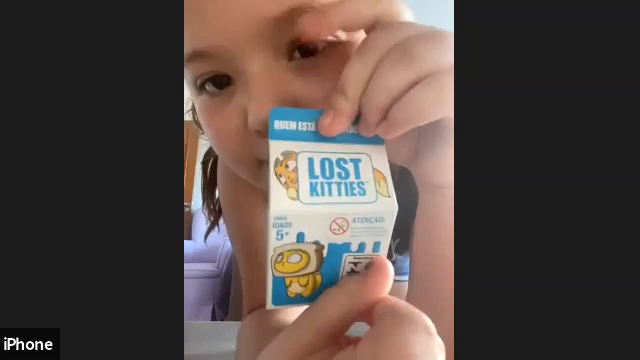 QUEM ESTÁ
LOST
KITTIES
IDADE
5+
ATENÇÃO:
iPhone